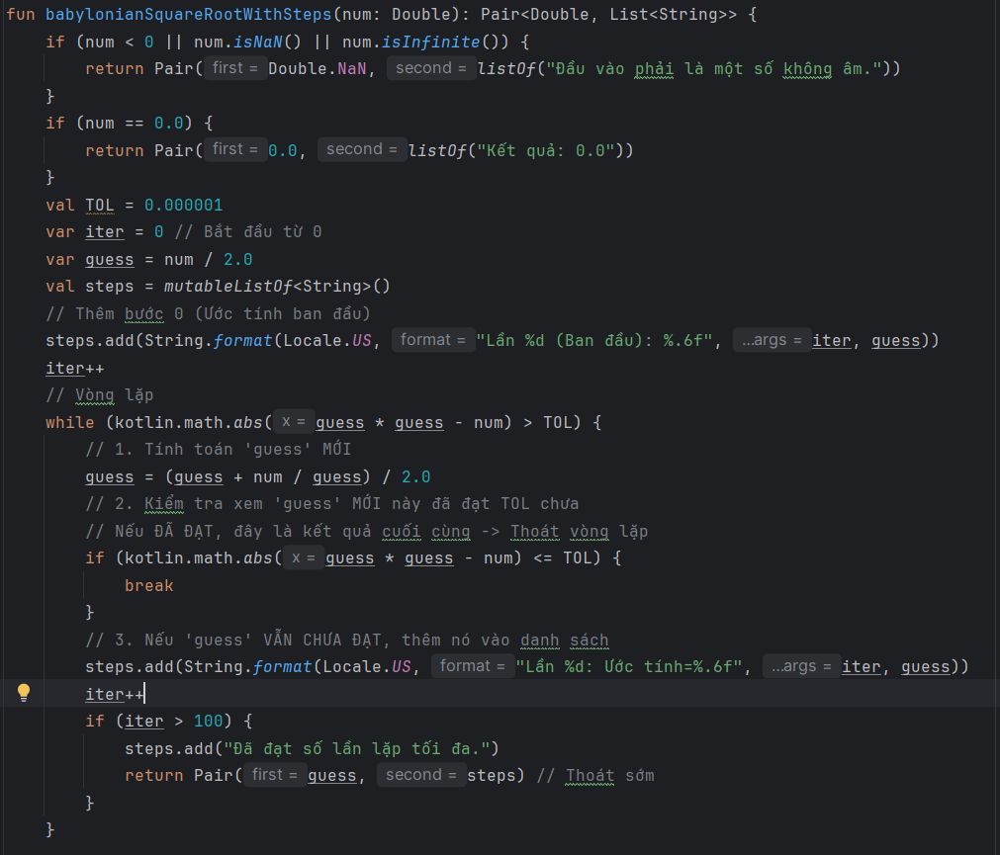 fun babylonianSquareRootWithSteps(num: Double): Pair<Double, List<String>> {
if (num < 0 || num.isNaN() || num.isInfinite()) {
return Pair( first = Double.NaN, second = listOf("Đầu vào phải là một số không âm."))
}
if (num == 0.0) {
return Pair( first = 0.0, second = listOf("Kết quả: 0.0"))
}
val TOL = 0.000001
var iter = 0 // Bắt đầu từ 0
var guess = num / 2.0
val steps = mutableListOf<String>()
// Thêm bước 0 (Ước tính ban đầu)
steps.add(String.format(Locale.US, format = "Lần %d (Ban đầu): %.6f", ...args = iter, guess))
iter++
// Vòng lặp
while (kotlin.math.abs( x = guess * guess - num) > TOL) {
// 1. Tính toán 'guess' MỚI
guess = (guess + num / guess) / 2.0
// 2. Kiểm tra xem 'guess' MỚI này đã đạt TOL chưa
// Nếu ĐÃ ĐẠT, đây là kết quả cuối cùng -> Thoát vòng lặp
if (kotlin.math.abs( x = guess * guess - num) <= TOL) {
break
}
// 3. Nếu 'guess' VẪN CHƯA ĐẠT, thêm nó vào danh sách
steps.add(String.format(Locale.US, format = "Lần %d: Ước tính=%.6f", ...args = iter, guess))
iter++
if (iter > 100) {
steps.add("Đã đạt số lần lặp tối đa.")
return Pair( first = guess, second = steps) // Thoát sớm
}
}